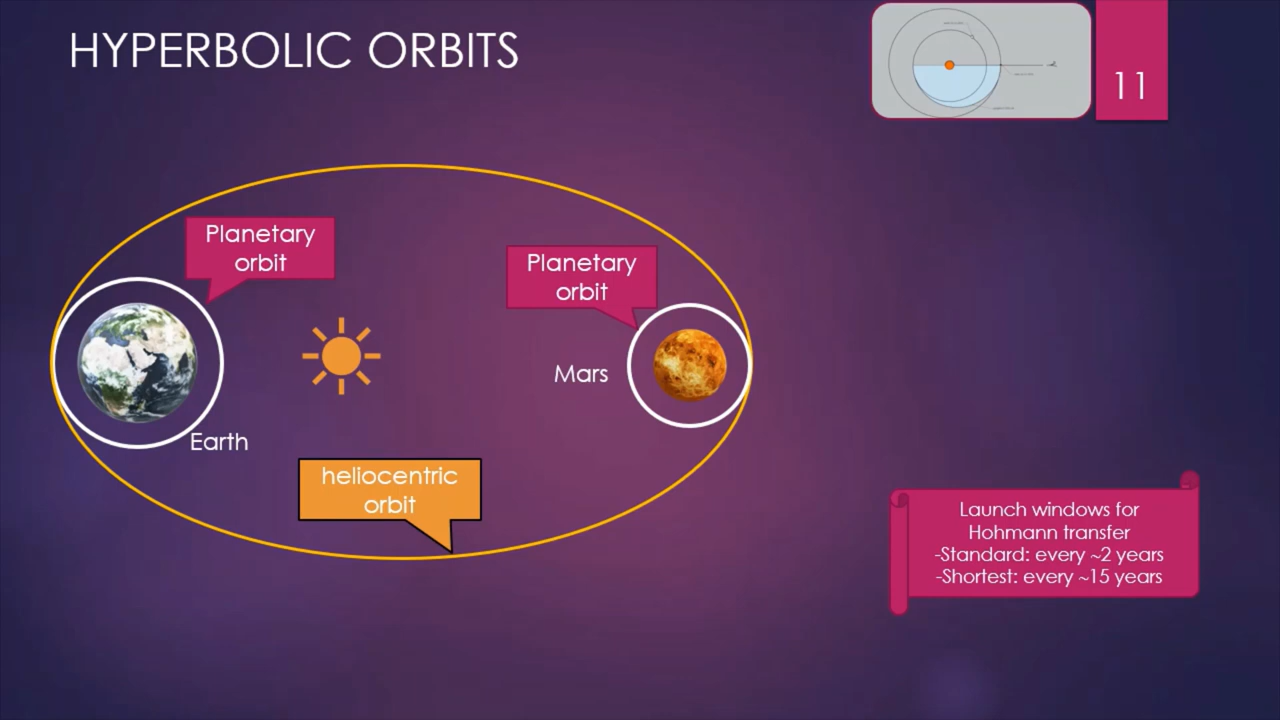 HYPERBOLIC ORBITS
11
Planetary
orbit
Planetary
orbit
Mars
Earth
heliocentric
orbit
Launch windows for
Hohmann transfer
-Standard: every ~2 years
-Shortest: every ~15 years